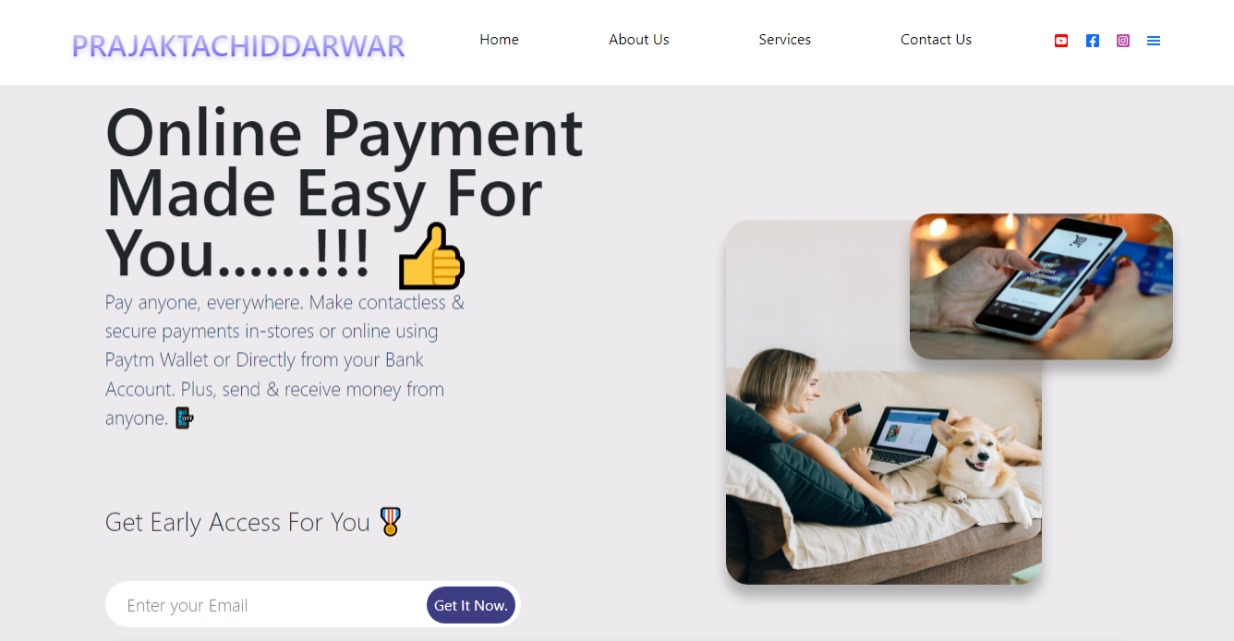 PRAJAKTACHIDDARWAR
Home
About Us
Services
Contact Us
Online Payment
Made Easy For
You......!!!
Pay anyone, everywhere. Make contactless &
secure payments in-stores or online using
Paytm Wallet or Directly from your Bank
Account. Plus, send & receive money from
anyone.
Get Early Access For You
Enter your Email
Get It Now.